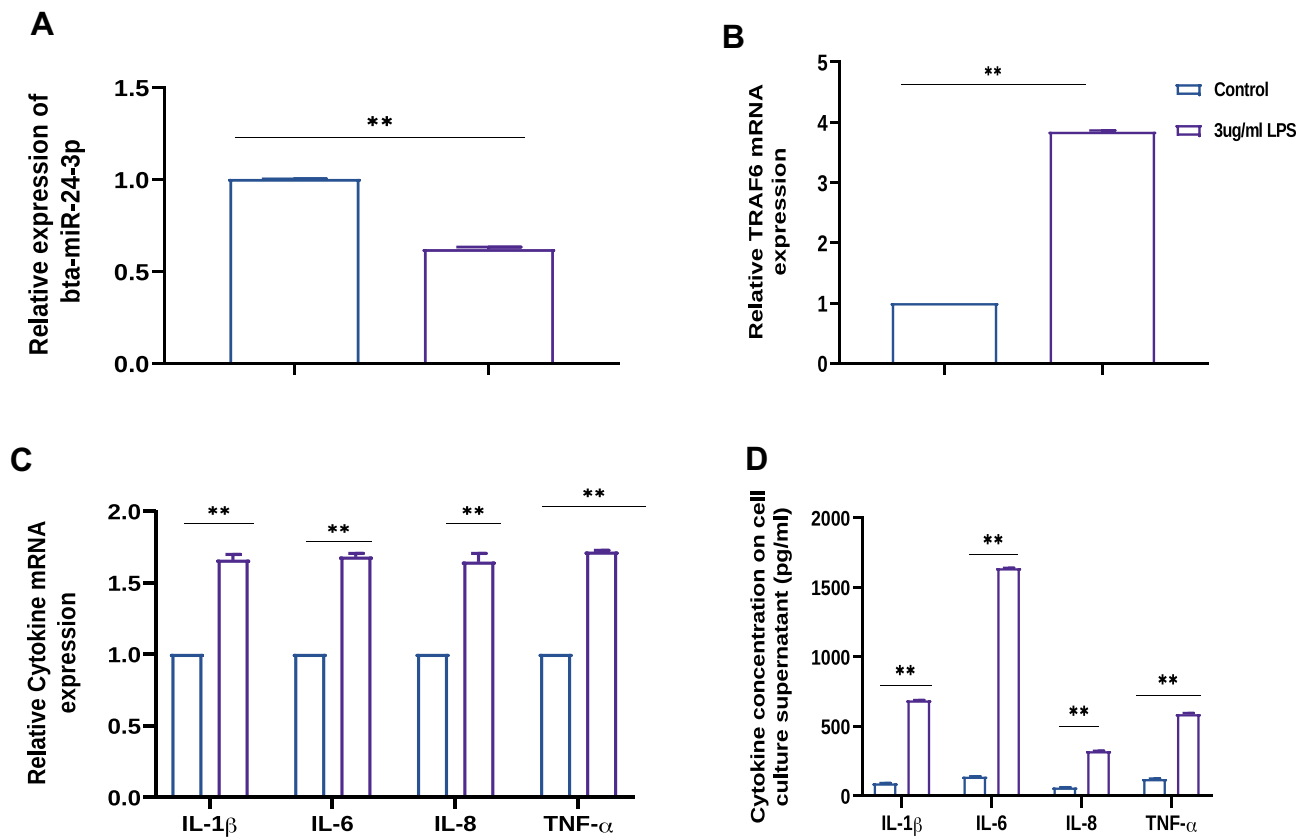 A
Relative expression of
bta-miR-24-3p
1.5
1.0
0.5
0.0
**
B
Relative TRAF6 mRNA
expression
5
4
3
2
1
0
**
Control
3ug/ml LPS
C
Relative Cytokine mRNA
expression
2.0
1.5
1.0
0.5
0.0
**
**
**
**
IL-1β
IL-6
IL-8
TNF-α
D
Cytokine concentration on cell
culture supernatant (pg/ml)
2000
1500
1000
500
0
**
**
**
**
IL-1β
IL-6
IL-8
TNF-α